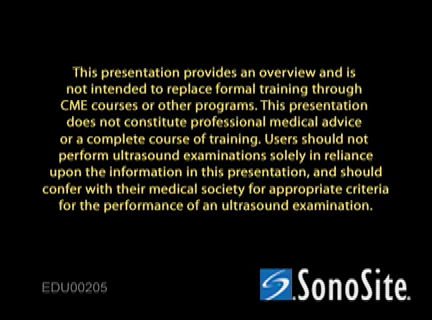 This presentation provides an overview and is
not intended to replace formal training through
CME courses or other programs. This presentation
does not constitute professional medical advice
or a complete course of training. Users should not
perform ultrasound examinations solely in reliance
upon the information in this presentation, and should
confer with their medical society for appropriate criteria
for the performance of an ultrasound examination.
EDU00205
SonoSite.